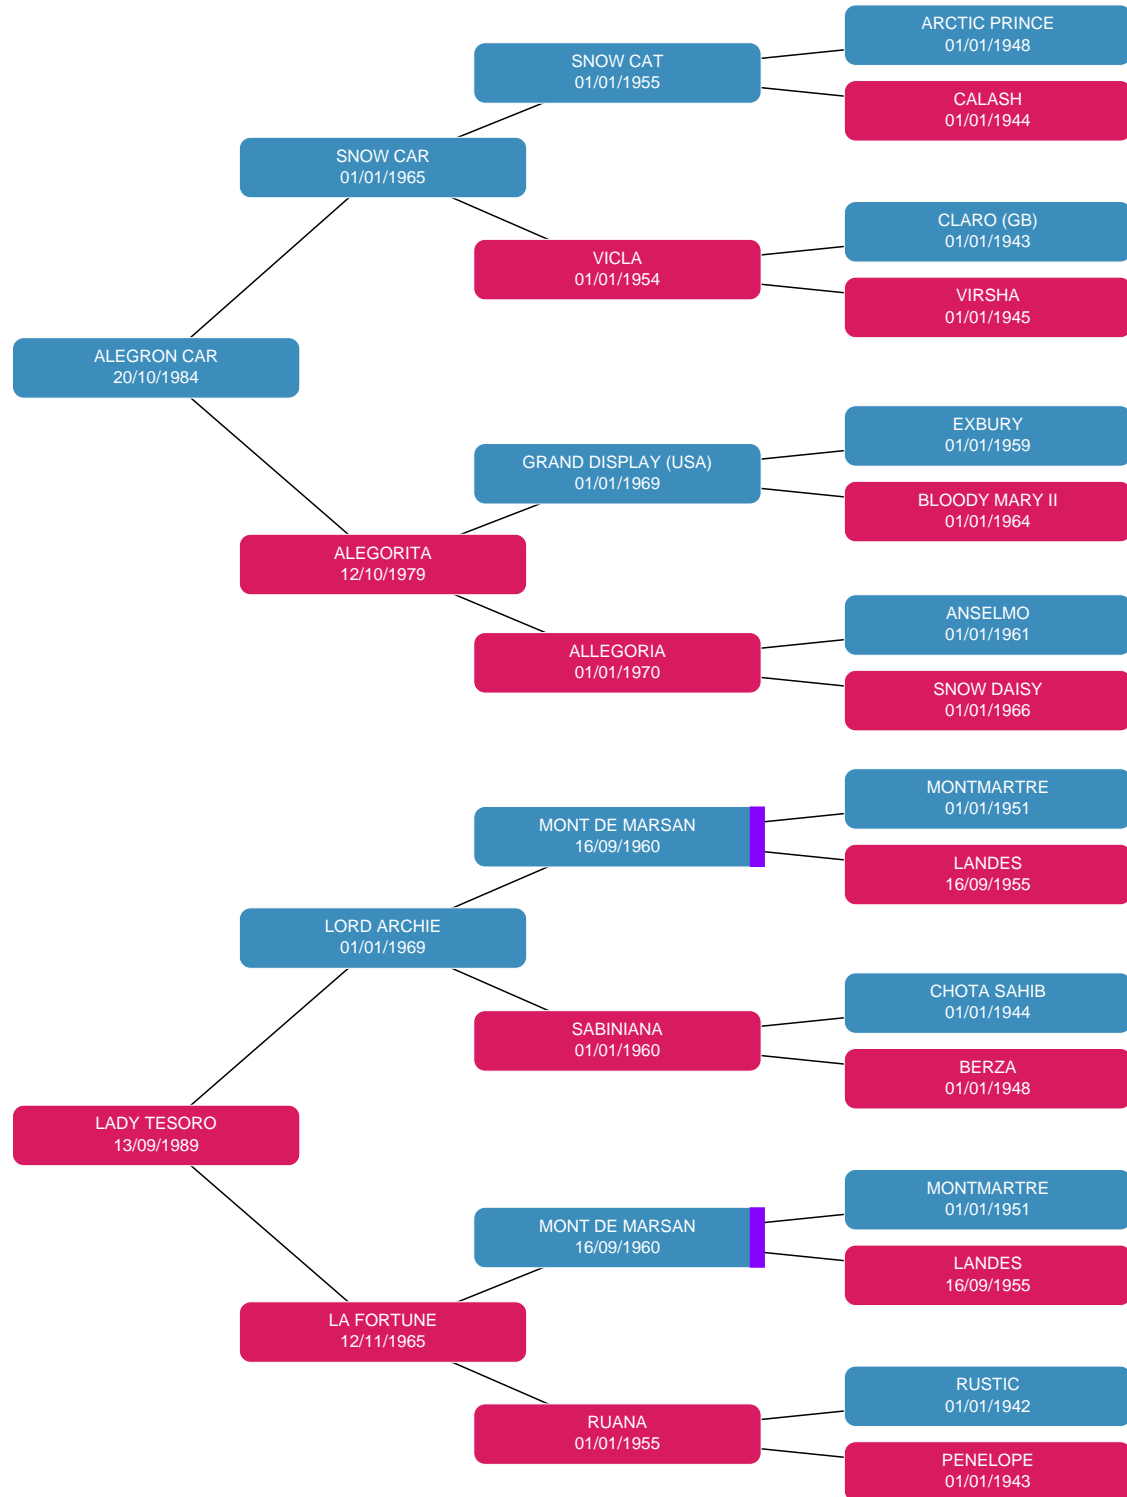 ARCTIC PRINCE
01/01/1948
SNOW CAT
01/01/1955
CALASH
01/01/1944
SNOW CAR
01/01/1965
CLARO (GB)
01/01/1943
VICLA
01/01/1954
VIRSHA
01/01/1945
ALEGRON CAR
20/10/1984
EXBURY
01/01/1959
GRAND DISPLAY (USA)
01/01/1969
BLOODY MARY II
01/01/1964
ALEGORITA
12/10/1979
ANSELMO
01/01/1961
ALLEGORIA
01/01/1970
SNOW DAISY
01/01/1966
MONTMARTRE
01/01/1951
MONT DE MARSAN
16/09/1960
LANDES
16/09/1955
LORD ARCHIE
01/01/1969
CHOTA SAHIB
01/01/1944
SABINIANA
01/01/1960
BERZA
01/01/1948
LADY TESORO
13/09/1989
MONTMARTRE
01/01/1951
MONT DE MARSAN
16/09/1960
LANDES
16/09/1955
LA FORTUNE
12/11/1965
RUSTIC
01/01/1942
RUANA
01/01/1955
PENELOPE
01/01/1943